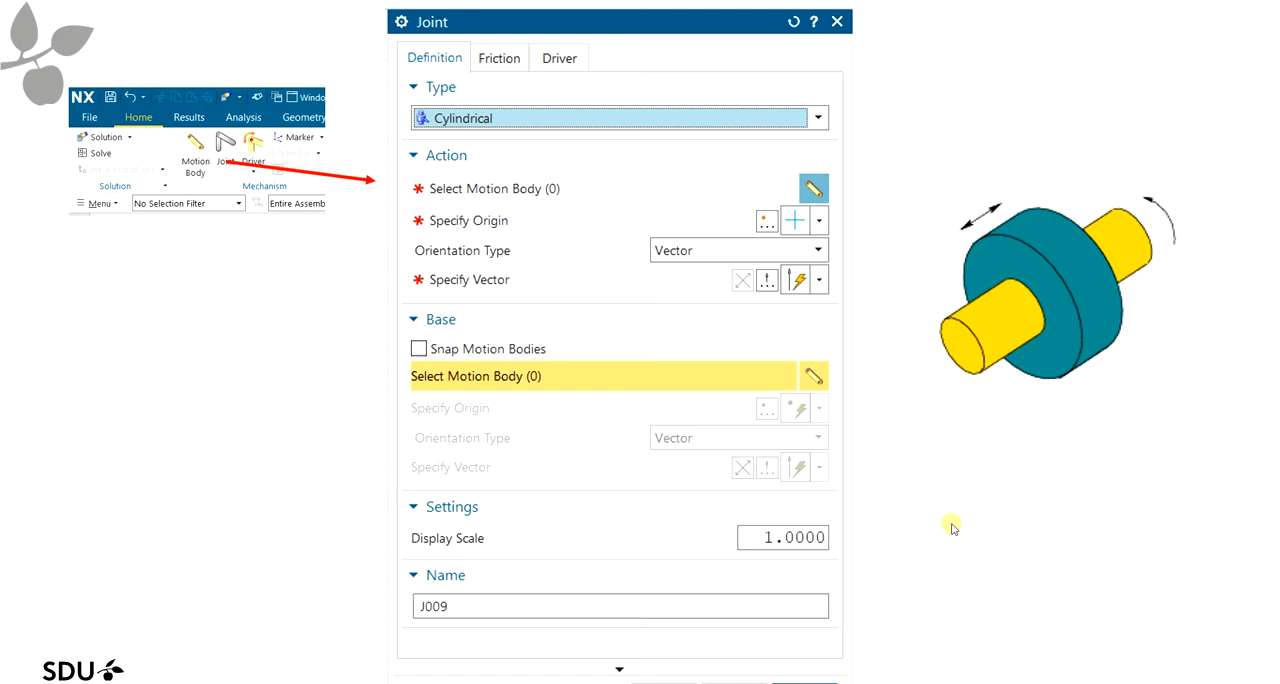 NX
Windo
File Home Results Analysis Geometry
Solution
Solve
Motion Body
Joint
Driver
Marker
Solution Mechanism
Menu
No Selection Filter
Entire Assemb
Joint
Definition Friction Driver
Type
Cylindrical
Action
* Select Motion Body (0)
* Specify Origin
Orientation Type Vector
* Specify Vector
Base
Snap Motion Bodies
Select Motion Body (0)
Specify Origin
Orientation Type Vector
Specify Vector
Settings
Display Scale 1.0000
Name
J009
SDU